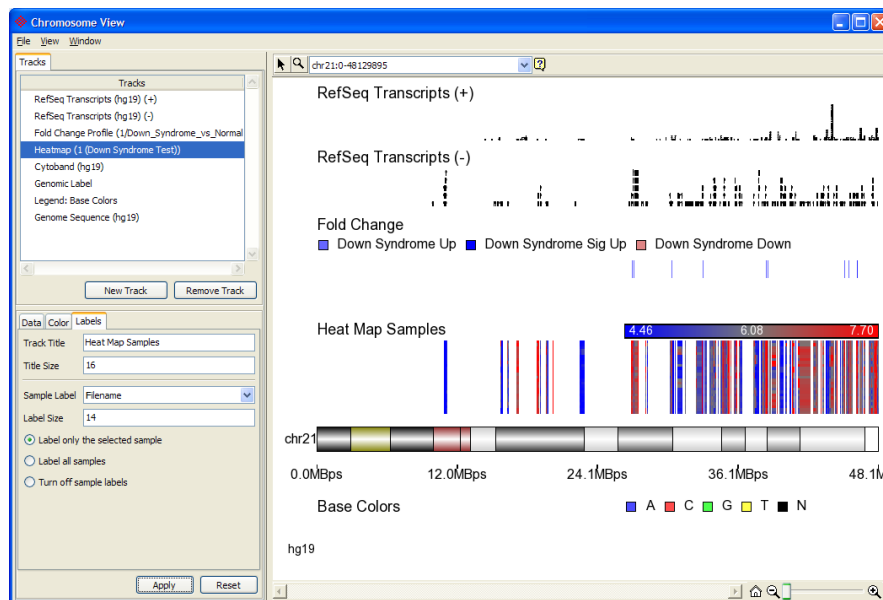 Chromosome View
File View Window
Tracks
Tracks
RefSeq Transcripts (hg19) (+)
RefSeq Transcripts (hg19) (-)
Fold Change Profile (1/Down_Syndrome_vs_Normal
Heatmap (1 (Down Syndrome Test))
Cytoband (hg19)
Genomic Label
Legend: Base Colors
Genome Sequence (hg19)
New Track Remove Track
Data Color Labels
Track Title Heat Map Samples
Title Size 16
Sample Label Filename
Label Size 14
Label only the selected sample
Label all samples
Turn off sample labels
Apply Reset
chr21:0-48129895
RefSeq Transcripts (+)
RefSeq Transcripts (-)
Fold Change
Down Syndrome Up Down Syndrome Sig Up Down Syndrome Down
Heat Map Samples 4.46 6.08 7.70
chr21
0.0MBps 12.0MBps 24.1MBps 36.1MBps 48.1M
Base Colors A C G T N
hg19